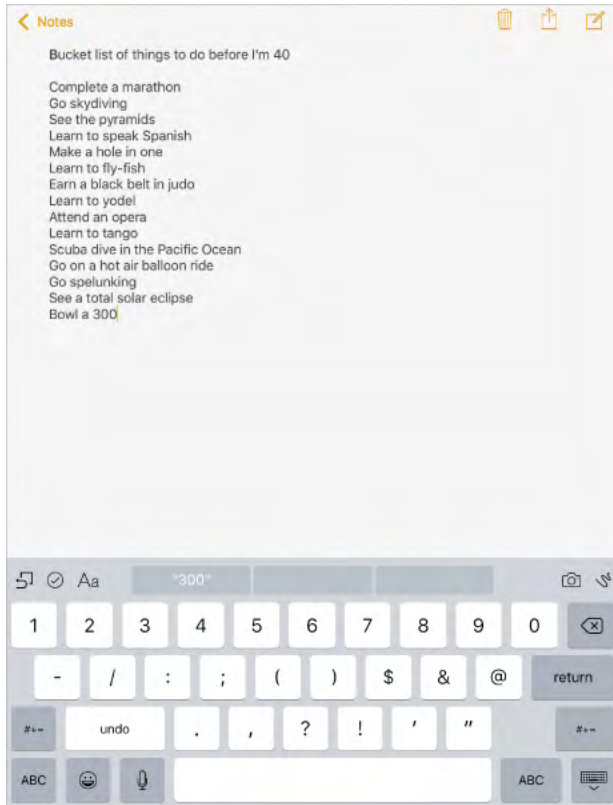 Notes
Bucket list of things to do before I'm 40
Complete a marathon
Go skydiving
See the pyramids
Learn to speak Spanish
Make a hole in one
Learn to fly-fish
Earn a black belt in judo
Learn to yodel
Attend an opera
Learn to tango
Scuba dive in the Pacific Ocean
Go on a hot air balloon ride
Go spelunking
See a total solar eclipse
Bowl a 300
Aa "300"
1 2 3 4 5 6 7 8 9 0
- / : ; ( ) $ & @ return
#+= undo . , ? ! ' " #+=
ABC ABC